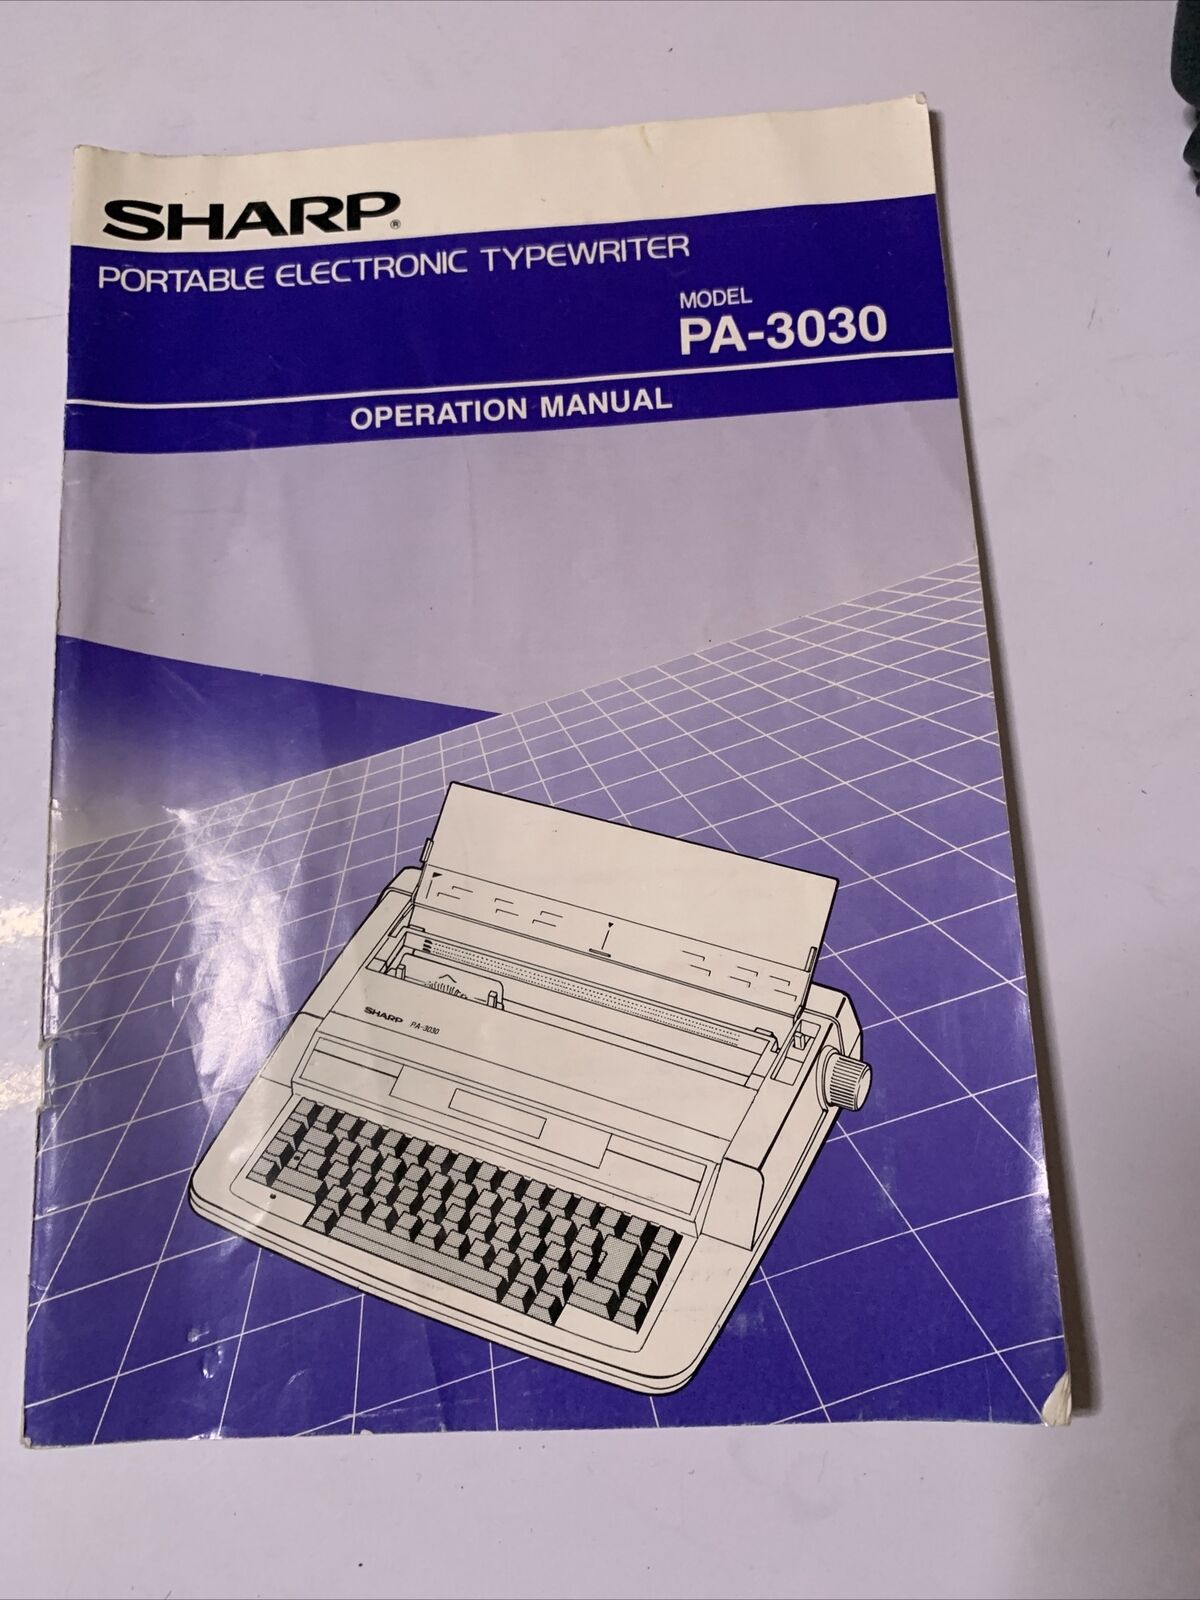 SHARP®
PORTABLE ELECTRONIC TYPEWRITER
MODEL
PA-3030
OPERATION MANUAL
SHARP PA-3030